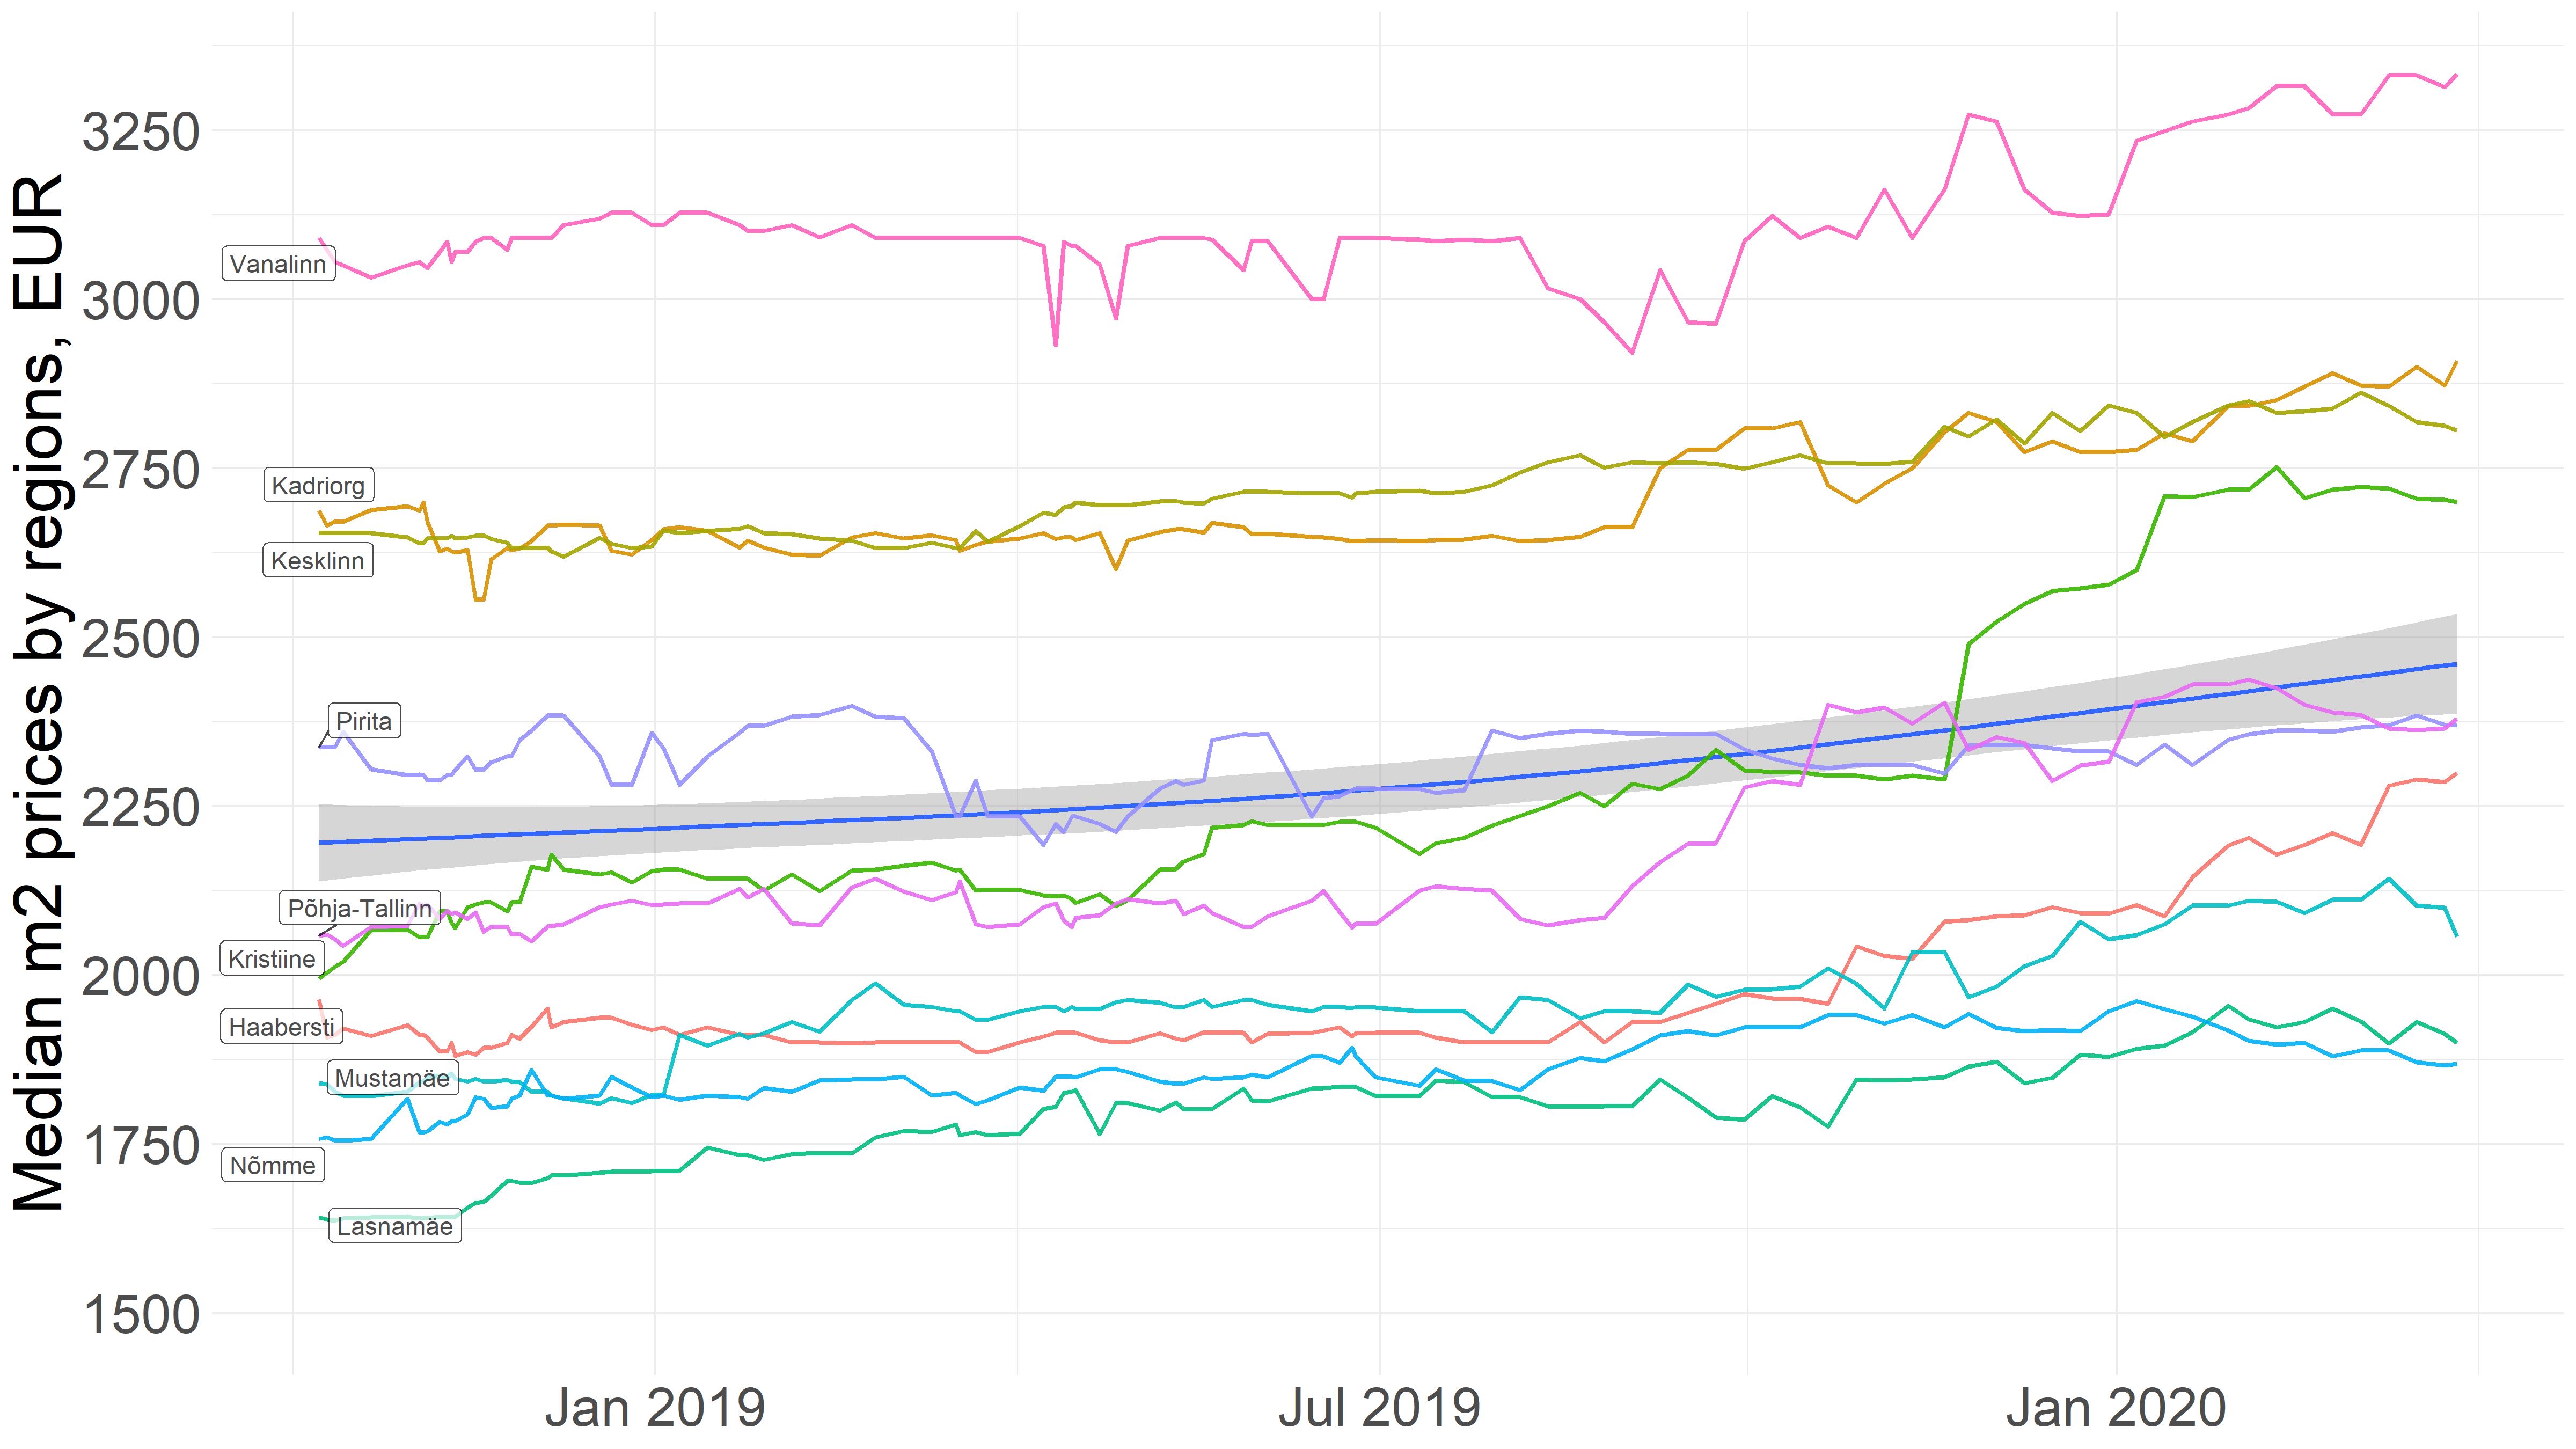 Median m2 prices by regions, EUR
3250
3000
2750
2500
2250
2000
1750
1500
Vanalinn
Kadriorg
Kesklinn
Pirita
Põhja-Tallinn
Kristiine
Haabersti
Mustamäe
Nõmme
Lasnamäe
Jan 2019
Jul 2019
Jan 2020